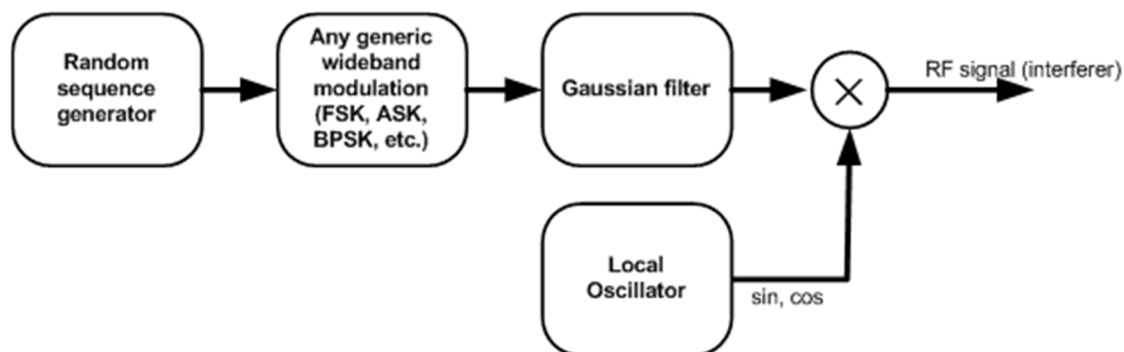 Random
sequence
generator
Any generic
wideband
modulation
(FSK, ASK,
BPSK, etc.)
Gaussian filter
RF signal (interferer)
Local
Oscillator
sin, cos